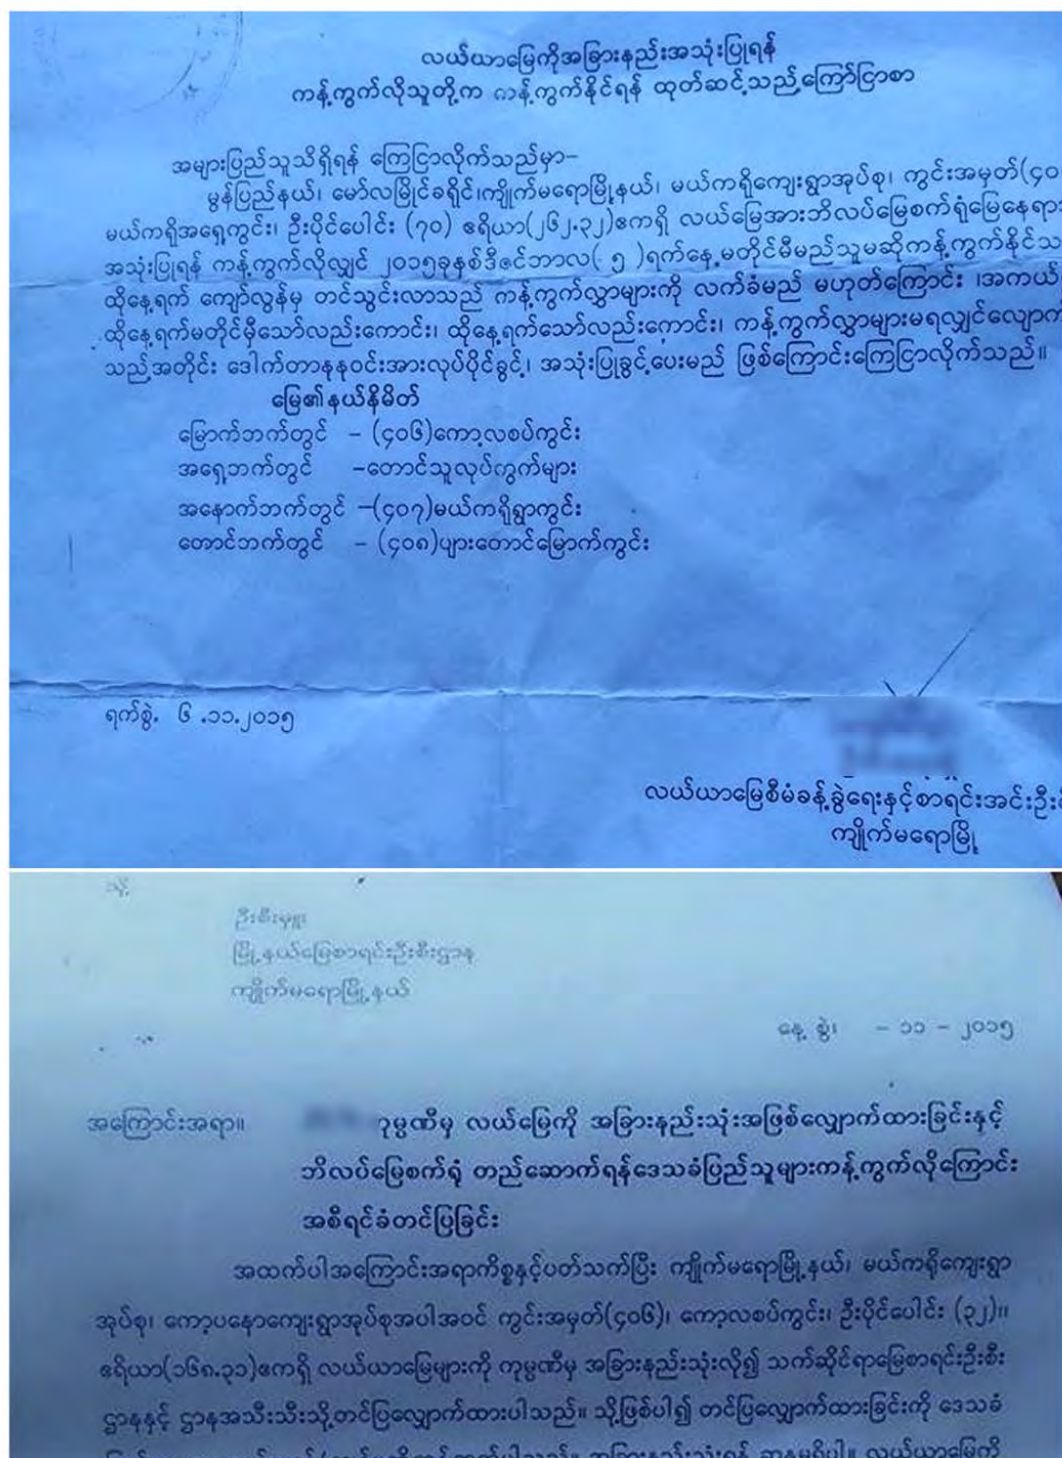 လယ်ယာမြေကိုအခြားနည်းအသုံးပြုရန်
ကန့်ကွက်လိုသူတို့က ကန့်ကွက်နိုင်ရန် ထုတ်ဆင့်သည့်ကြော်ငြာစာ
အများပြည်သူသိရှိရန် ကြေငြာလိုက်သည်မှာ-
မွန်ပြည်နယ်၊ မော်လမြိုင်ခရိုင်၊ကျိုက်မရောမြို့နယ်၊ မယ်ကရိုကျေးရွာအုပ်စု၊ ကွင်းအမှတ်(၄၀
မယ်ကရိုအရှေ့ကွင်း၊ ဦးပိုင်ပေါင်း (၇၀) ဧရိယာ(၂၆၂.၃၂)ဧကရှိ လယ်မြေအားဘိလပ်မြေစက်ရုံမြေနေရာ
အသုံးပြုရန် ကန့်ကွက်လိုလျှင် ၂၀၁၅ခုနှစ်ဒီဇင်ဘာလ( ၅ )ရက်နေ့မတိုင်မီမည်သူမဆိုကန့်ကွက်နိုင်သ
ထိုနေ့ရက် ကျော်လွန်မှ တင်သွင်းလာသည် ကန့်ကွက်လွှာများကို လက်ခံမည် မဟုတ်ကြောင်း ၊အကယ်
ထိုနေ့ရက်မတိုင်မှီသော်လည်းကောင်း၊ ထိုနေ့ရက်သော်လည်းကောင်း၊ ကန့်ကွက်လွှာများမရလျှင်လျောက်
သည့်အတိုင်း ဒေါက်တာနုနုဝင်းအားလုပ်ပိုင်ခွင့်၊ အသုံးပြုခွင့်ပေးမည် ဖြစ်ကြောင်းကြေငြာလိုက်သည်။
မြေ၏နယ်နိမိတ်
မြောက်ဘက်တွင် - (၄၀၆)ကော့လစပ်ကွင်း
အရှေ့ဘက်တွင် -တောင်သူလုပ်ကွက်များ
အနောက်ဘက်တွင် -(၄၀၇)မယ်ကရိုရွာကွင်း
တောင်ဘက်တွင် - (၄၀၈)ပျားတောင်မြောက်ကွင်း
ရက်စွဲ. ၆ .၁၁.၂၀၁၅
လယ်ယာမြေစီမံခန့်ခွဲရေးနှင့်စာရင်းအင်းဦး
ကျိုက်မရောမြို့
သို့
ဦးစီးမှူး
မြို့နယ်မြေစာရင်းဦးစီးဌာန
ကျိုက်မရောမြို့နယ်
နေ့ စွဲ၊ - ၁၁ - ၂၀၁၅
အကြောင်းအရာ။ ကုမ္ပဏီမှ လယ်မြေကို အခြားနည်းသုံးအဖြစ်လျှောက်ထားခြင်းနှင့်
ဘိလပ်မြေစက်ရုံ တည်ဆောက်ရန်ဒေသခံပြည်သူများကန့်ကွက်လိုကြောင်း
အစီရင်ခံတင်ပြခြင်း
အထက်ပါအကြောင်းအရာကိစ္စနှင့်ပတ်သက်ပြီး ကျိုက်မရောမြို့နယ်၊ မယ်ကရိုကျေးရွာ
အုပ်စု၊ ကော့ပနောကျေးရွာအုပ်စုအပါအဝင် ကွင်းအမှတ်(၄၀၆)၊ ကော့လစပ်ကွင်း၊ ဦးပိုင်ပေါင်း (၃၂)။
ဧရိယာ(၁၆၈.၃၁)ဧကရှိ လယ်ယာမြေများကို ကုမ္ပဏီမှ အခြားနည်းသုံးလို၍ သက်ဆိုင်ရာမြေစာရင်းဦးစီး
ဌာနနှင့် ဌာနအသီးသီးသို့တင်ပြလျှောက်ထားပါသည်။ သို့ဖြစ်ပါ၍ တင်ပြလျှောက်ထားခြင်းကို ဒေသခံ
အခြားနည်းသုံးရန် ဆန္ဒမရှိပါ။ လယ်ယာမြေကို